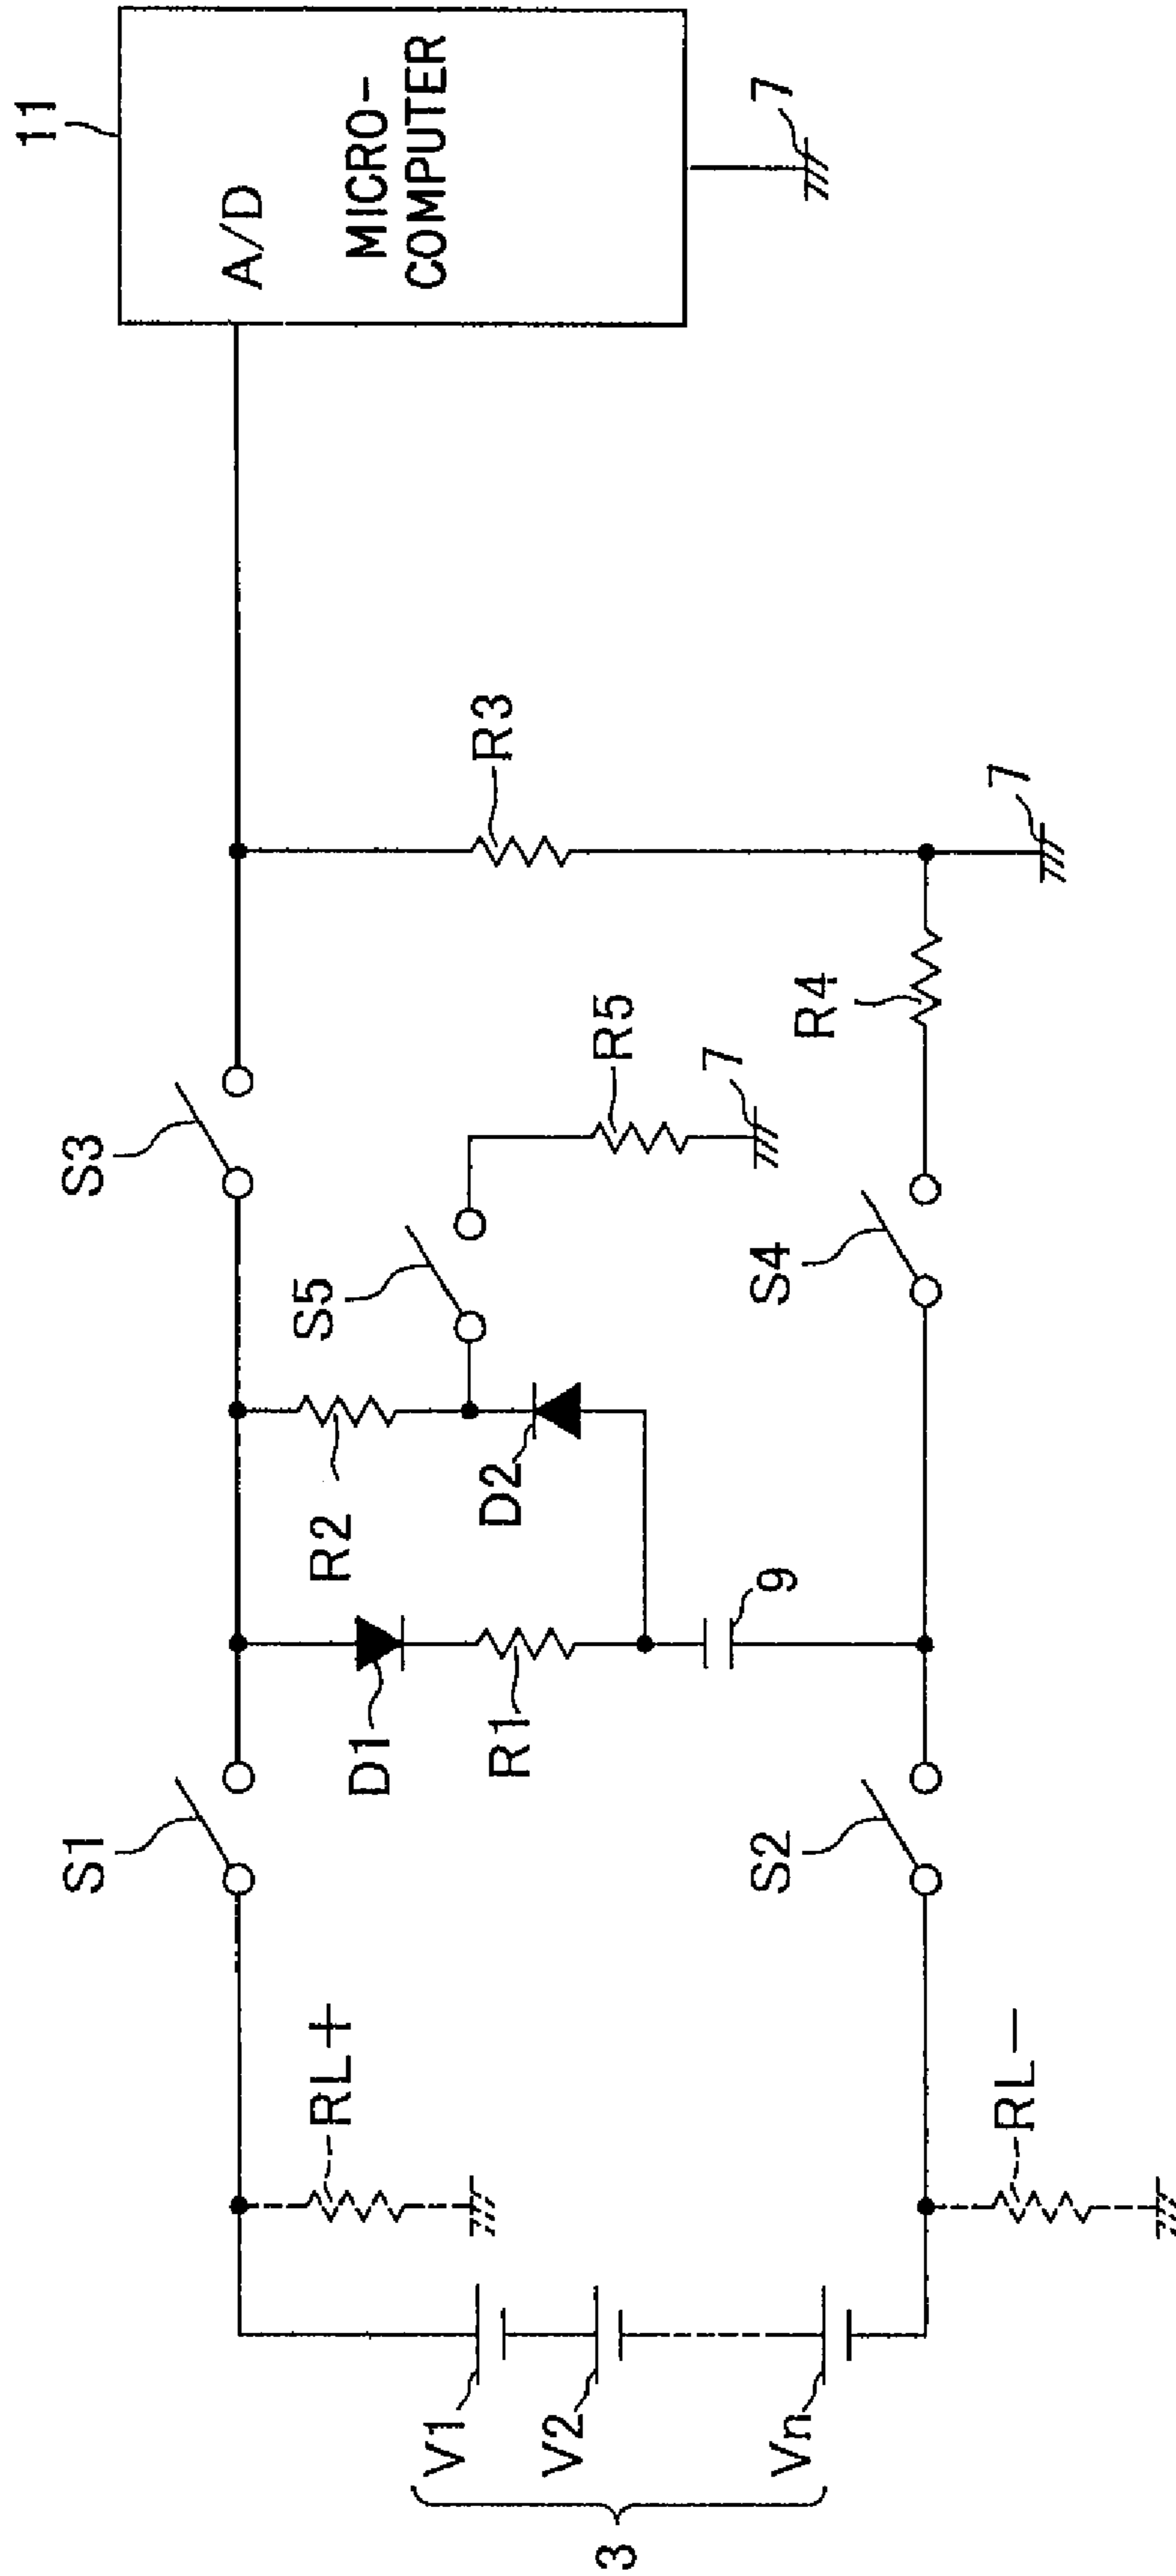 11
A/D
MICRO-
COMPUTER
7
S1
S3
D1
R1
R2
D2
S5
R5
7
R3
9
RL+
V1
V2
Vn
3
S2
S4
R4
7
RL-